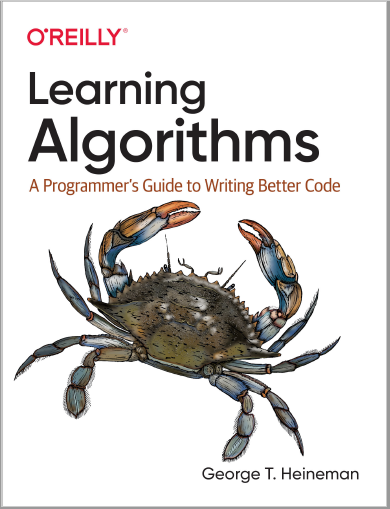 O'REILLY®
Learning
Algorithms
A Programmer's Guide to Writing Better Code
George T. Heineman